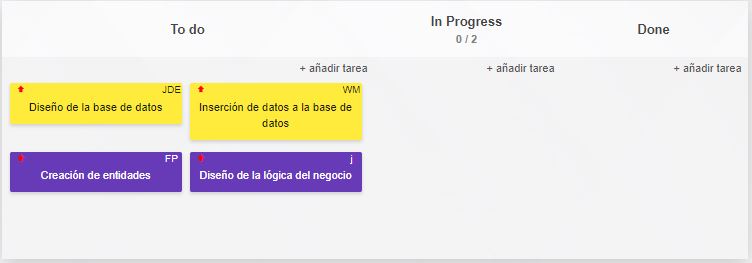 To do
In Progress
0 / 2
Done
+ añadir tarea
+ añadir tarea
+ añadir tarea
JDE
Diseño de la base de datos
WM
Inserción de datos a la base de
datos
FP
Creación de entidades
j
Diseño de la lógica del negocio